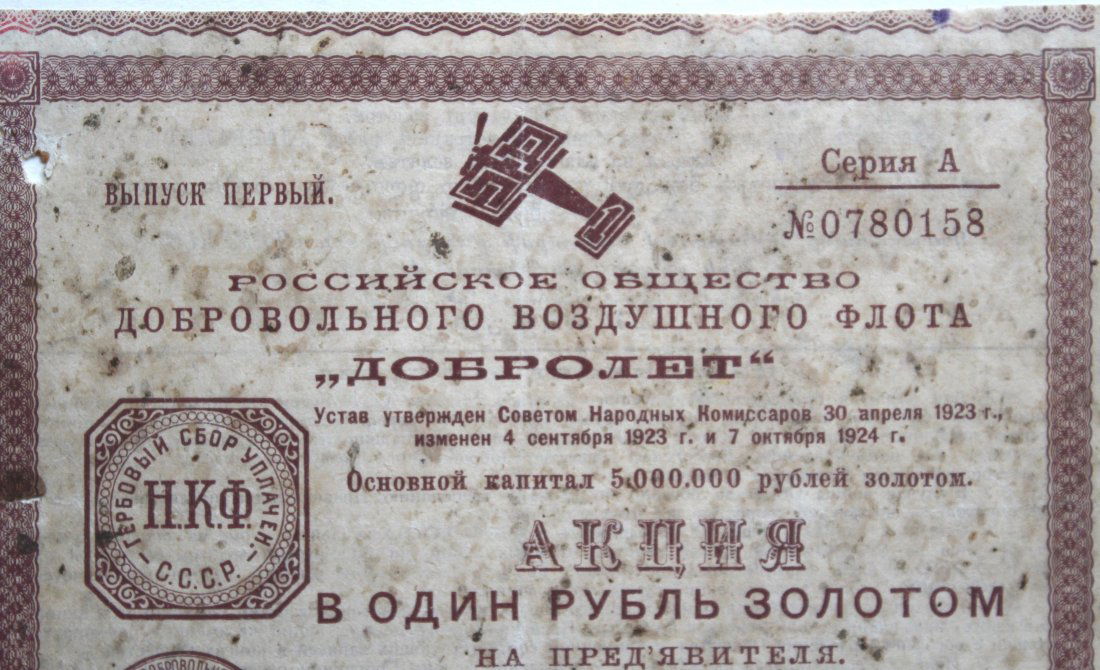 ВЫПУСК ПЕРВЫЙ.
Серия А
№0780158
РОССИЙСКОЕ ОБЩЕСТВО
ДОБРОВОЛЬНОГО ВОЗДУШНОГО ФЛОТА
„ДОБРОЛЕТ“
Устав утвержден Советом Народных Комиссаров 30 апреля 1923 г.,
изменен 4 сентября 1923 г. и 7 октября 1924 г.
Основной капитал 5.000.000 рублей золотом.
ГЕРБОВЫЙ СБОР УПЛАЧЕН.
Н.К.Ф.
С.С.С.Р.
АКЦИЯ
В ОДИН РУБЛЬ ЗОЛОТОМ
НА ПРЕД'ЯВИТЕЛЯ.